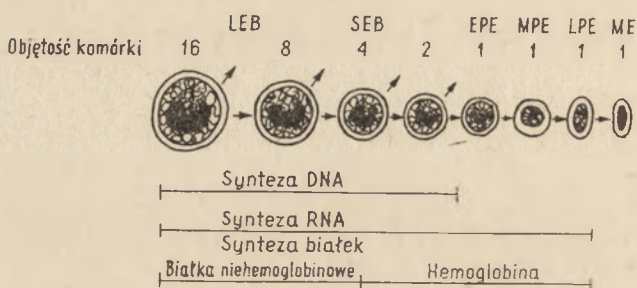 LEB SEB EPE MPE LPE ME
Objętość komórki 16 8 4 2 1 1 1 1
Synteza DNA
Synteza RNA
Synteza białek
Białka niehemoglobinowe Hemoglobina